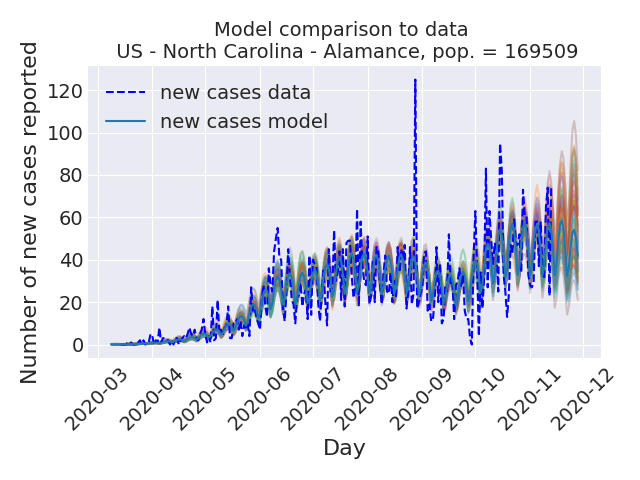 Model comparison to data
US - North Carolina - Alamance, pop. = 169509
Number of new cases reported
120
100
80
60
40
20
0
new cases data
new cases model
2020-03
2020-04
2020-05
2020-06
2020-07
2020-08
2020-09
2020-10
2020-11
2020-12
Day